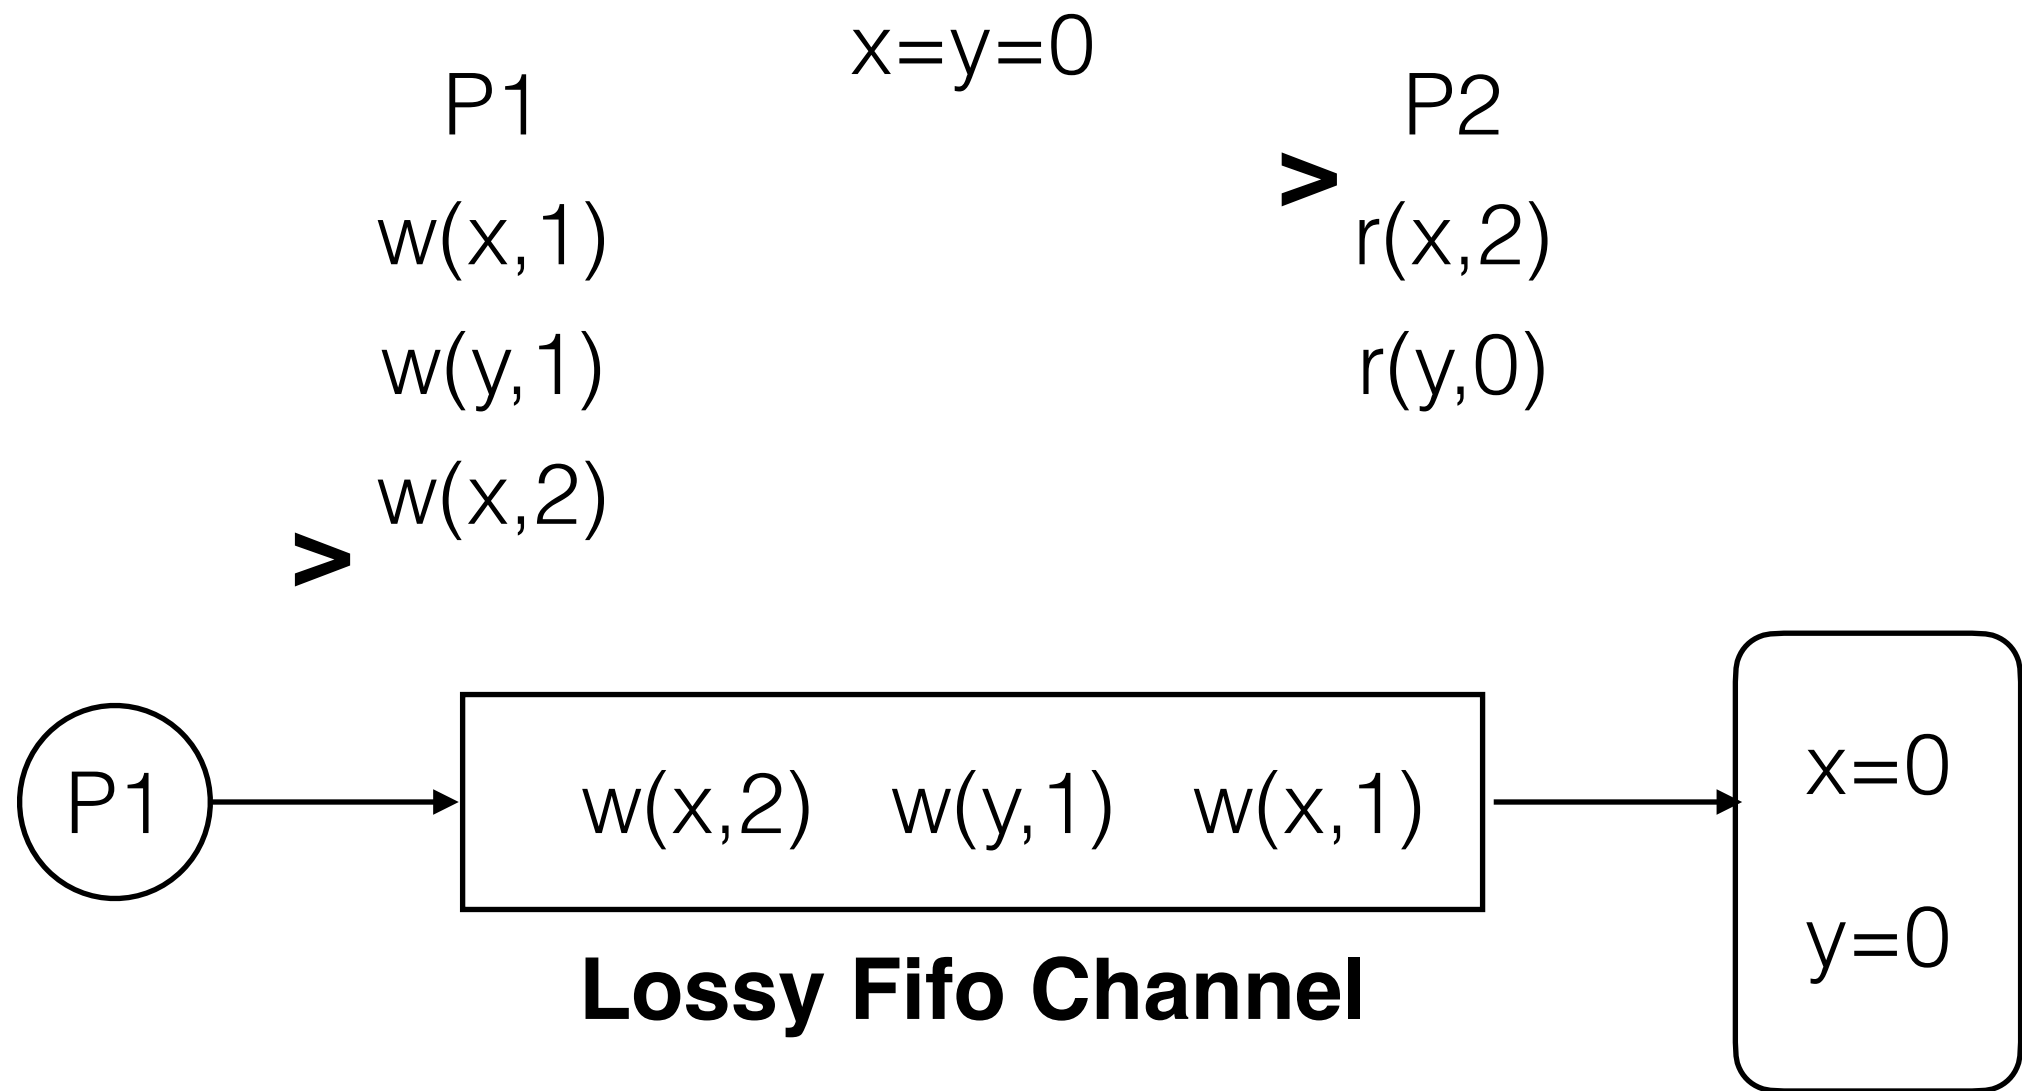 x=y=0
P1
w(x,1)
w(y,1)
w(x,2)
>
P2
>
r(x,2)
r(y,0)
P1
w(x,2) w(y,1) w(x,1)
x=0
y=0
Lossy Fifo Channel